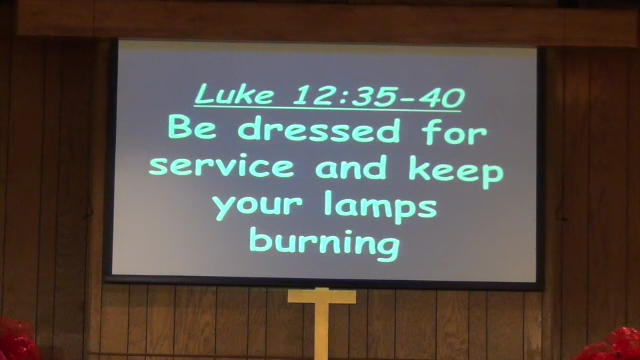 Luke 12:35-40
Be dressed for
service and keep
your lamps
burning